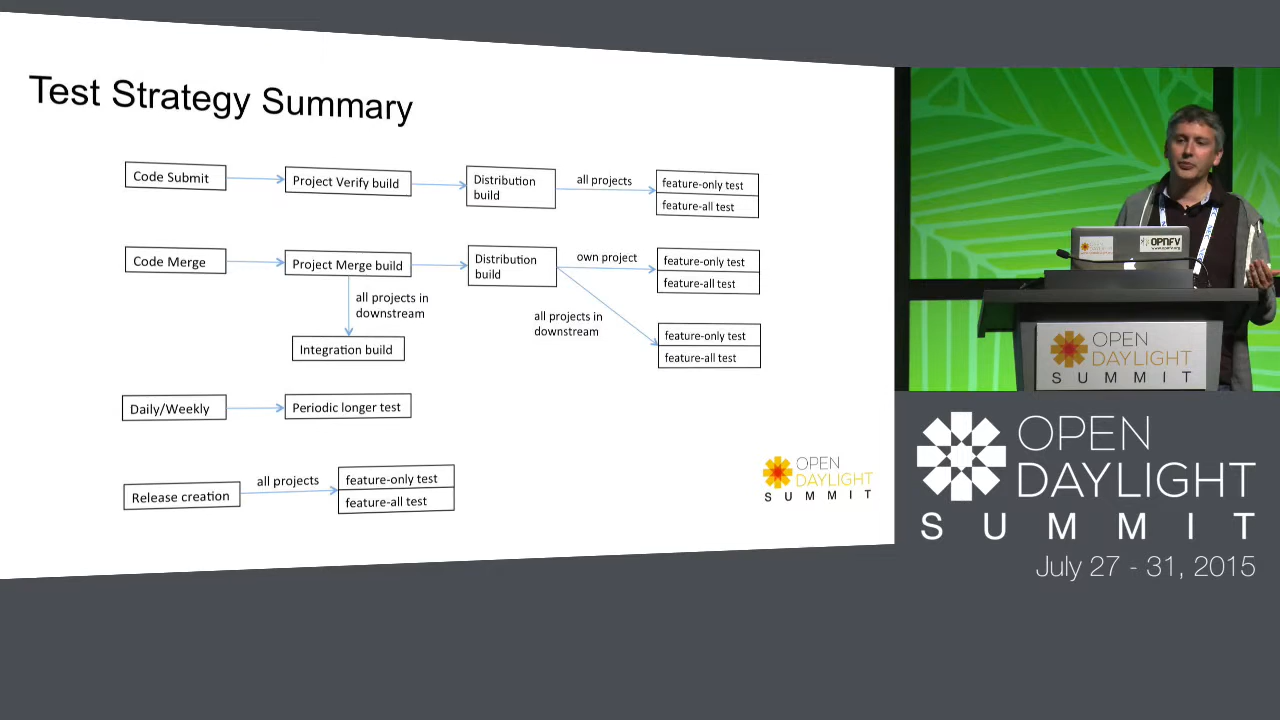 Test Strategy Summary
Code Submit
Project Verify build
Distribution
build
all projects
feature-only test
feature-all test
Code Merge
Project Merge build
Distribution
build
own project
feature-only test
feature-all test
all projects in
downstream
all projects in
downstream
feature-only test
feature-all test
Integration build
Daily/Weekly
Periodic longer test
Release creation
all projects
feature-only test
feature-all test
OPEN
DAYLIGHT
SUMMIT
OPNFV
OPEN
DAYLIGHT
SUMMIT
OPEN
DAYLIGHT
SUMMIT
July 27 - 31, 2015